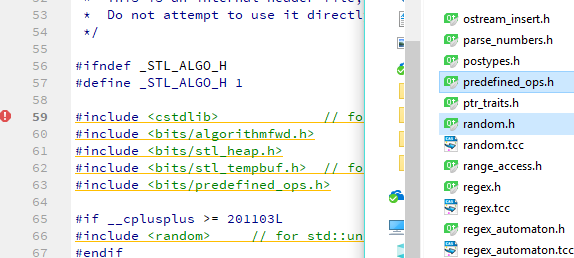 52 * This is an internal header file,
53 * Do not attempt to use it directl
54 */
55
56 #ifndef _STL_ALGO_H
57 #define _STL_ALGO_H 1
58
59 #include <cstdlib> // fo
60 #include <bits/algorithmfwd.h>
61 #include <bits/stl_heap.h>
62 #include <bits/stl_tempbuf.h> // fo
63 #include <bits/predefined_ops.h>
64
65 #if __cplusplus >= 201103L
66 #include <random> // for std::un
67 #endif
ostream_insert.h
parse_numbers.h
postypes.h
predefined_ops.h
ptr_traits.h
random.h
random.tcc
range_access.h
regex.h
regex.tcc
regex_automaton.h
regex_automaton.tcc